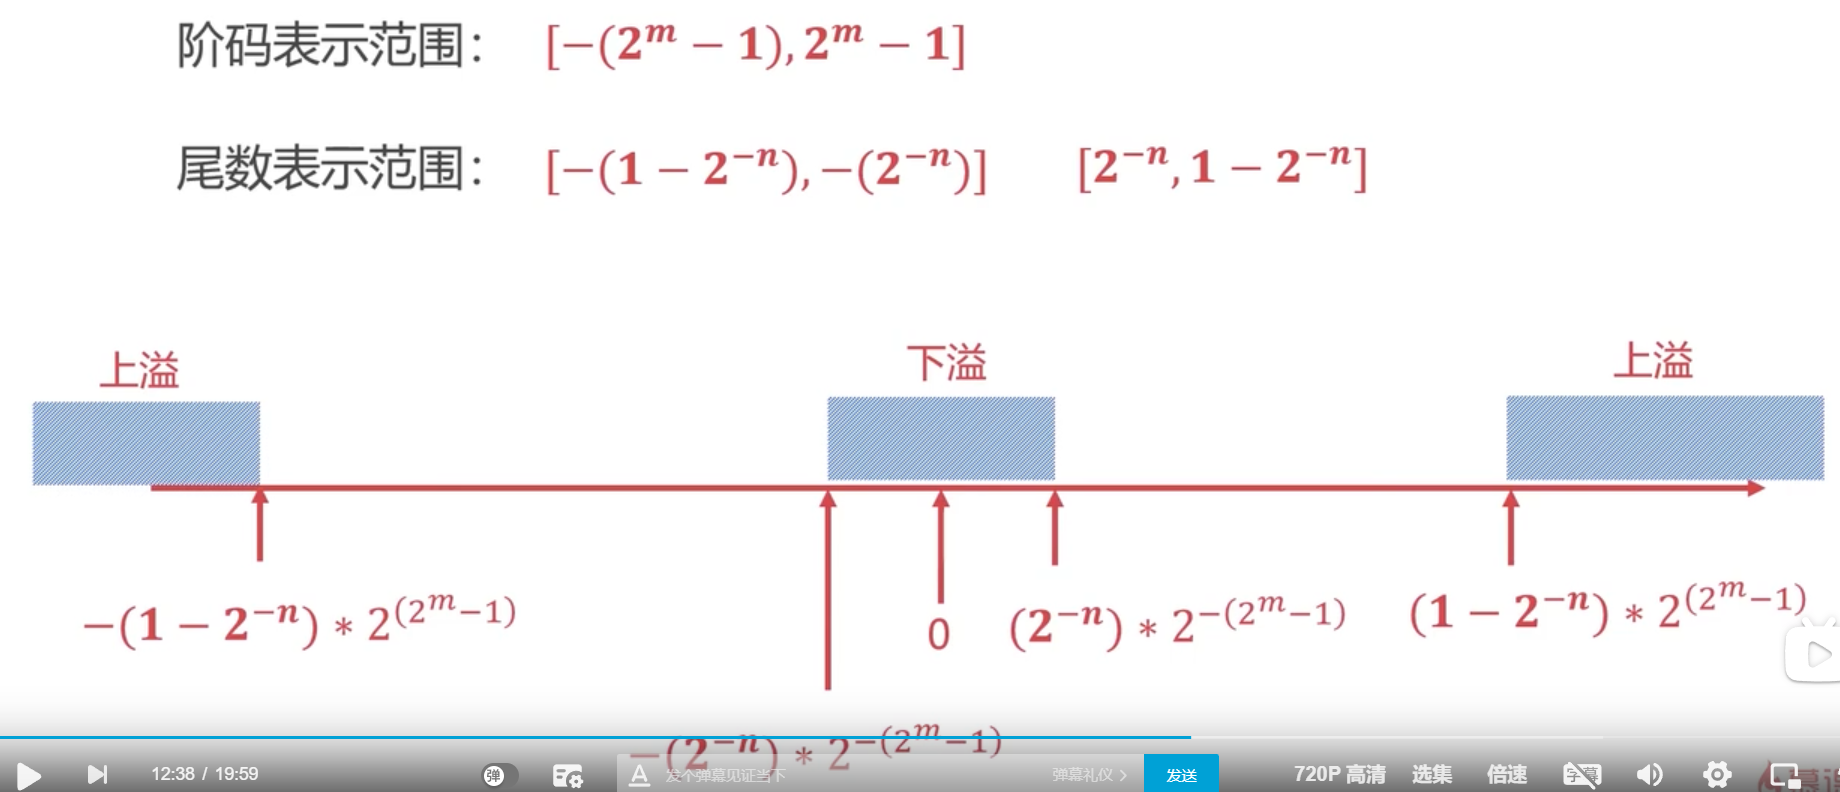 阶码表示范围： [−(2^m − 1), 2^m − 1]
尾数表示范围： [−(1 − 2^−n), −(2^−n)] [2^−n, 1 − 2^−n]
上溢 下溢 上溢
−(1 − 2^−n) * 2^(2^m−1) 0 (2^−n) * 2^−(2^m−1) (1 − 2^−n) * 2^(2^m−1)
−(2^−n) * 2^−(2^m−1)
12:38 / 19:59 弹 A 发个弹幕见证当下 弹幕礼仪 > 发送 720P 高清 选集 倍速 字幕